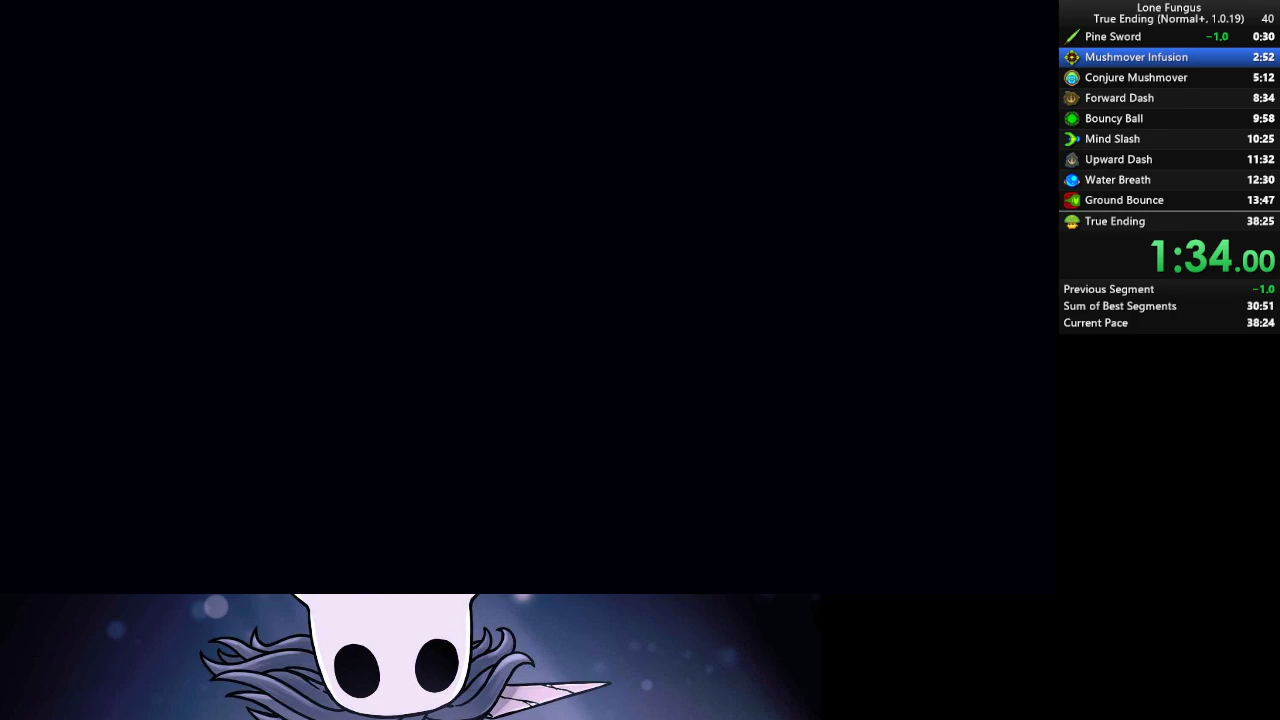 Lone Fungus
True Ending (Normal+, 1.0.19) 40
Pine Sword −1.0 0:30
Mushmover Infusion 2:52
Conjure Mushmover 5:12
Forward Dash 8:34
Bouncy Ball 9:58
Mind Slash 10:25
Upward Dash 11:32
Water Breath 12:30
Ground Bounce 13:47
True Ending 38:25
1:34.00
Previous Segment −1.0
Sum of Best Segments 30:51
Current Pace 38:24